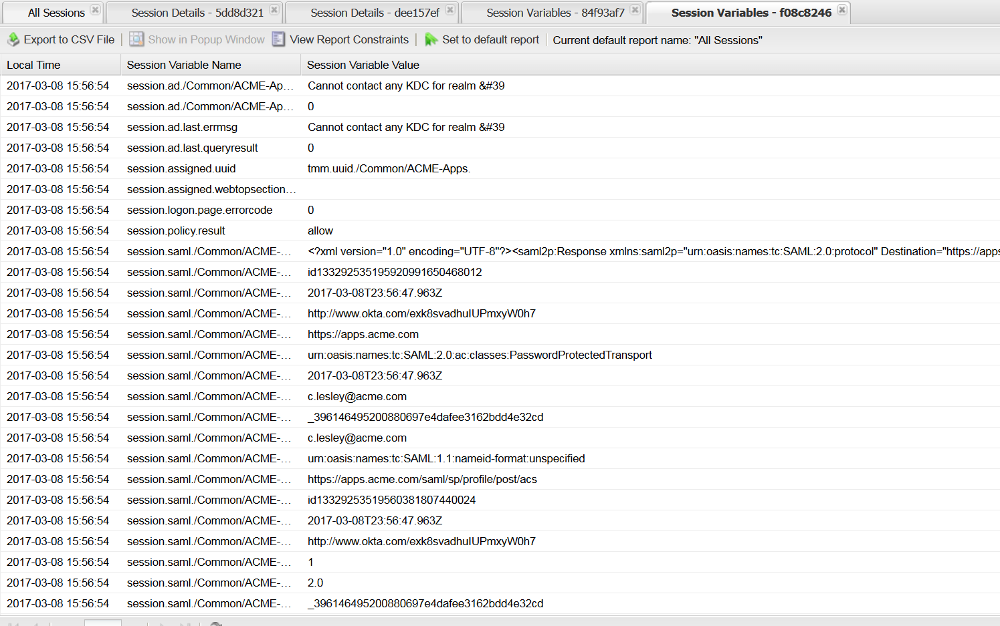 All Sessions Session Details - 5dd8d321 Session Details - dee157ef Session Variables - 84f93af7 Session Variables - f08c8246
Export to CSV File Show in Popup Window View Report Constraints Set to default report Current default report name: "All Sessions"
Local Time Session Variable Name Session Variable Value
2017-03-08 15:56:54 session.ad./Common/ACME-Ap... Cannot contact any KDC for realm &#39
2017-03-08 15:56:54 session.ad./Common/ACME-Ap... 0
2017-03-08 15:56:54 session.ad.last.errmsg Cannot contact any KDC for realm &#39
2017-03-08 15:56:54 session.ad.last.queryresult 0
2017-03-08 15:56:54 session.assigned.uuid tmm.uuid./Common/ACME-Apps.
2017-03-08 15:56:54 session.assigned.webtopsection...
2017-03-08 15:56:54 session.logon.page.errorcode 0
2017-03-08 15:56:54 session.policy.result allow
2017-03-08 15:56:54 session.saml./Common/ACME-... <?xml version="1.0" encoding="UTF-8"?><saml2p:Response xmlns:saml2p="urn:oasis:names:tc:SAML:2.0:protocol" Destination="https://apps
2017-03-08 15:56:54 session.saml./Common/ACME-... id133292535195920991650468012
2017-03-08 15:56:54 session.saml./Common/ACME-... 2017-03-08T23:56:47.963Z
2017-03-08 15:56:54 session.saml./Common/ACME-... http://www.okta.com/exk8svadhuIUPmxyW0h7
2017-03-08 15:56:54 session.saml./Common/ACME-... https://apps.acme.com
2017-03-08 15:56:54 session.saml./Common/ACME-... urn:oasis:names:tc:SAML:2.0:ac:classes:PasswordProtectedTransport
2017-03-08 15:56:54 session.saml./Common/ACME-... 2017-03-08T23:56:47.963Z
2017-03-08 15:56:54 session.saml./Common/ACME-... c.lesley@acme.com
2017-03-08 15:56:54 session.saml./Common/ACME-... _396146495200880697e4dafee3162bdd4e32cd
2017-03-08 15:56:54 session.saml./Common/ACME-... c.lesley@acme.com
2017-03-08 15:56:54 session.saml./Common/ACME-... urn:oasis:names:tc:SAML:1.1:nameid-format:unspecified
2017-03-08 15:56:54 session.saml./Common/ACME-... https://apps.acme.com/saml/sp/profile/post/acs
2017-03-08 15:56:54 session.saml./Common/ACME-... id13329253519560381807440024
2017-03-08 15:56:54 session.saml./Common/ACME-... 2017-03-08T23:56:47.963Z
2017-03-08 15:56:54 session.saml./Common/ACME-... http://www.okta.com/exk8svadhuIUPmxyW0h7
2017-03-08 15:56:54 session.saml./Common/ACME-... 1
2017-03-08 15:56:54 session.saml./Common/ACME-... 2.0
2017-03-08 15:56:54 session.saml./Common/ACME-... _396146495200880697e4dafee3162bdd4e32cd